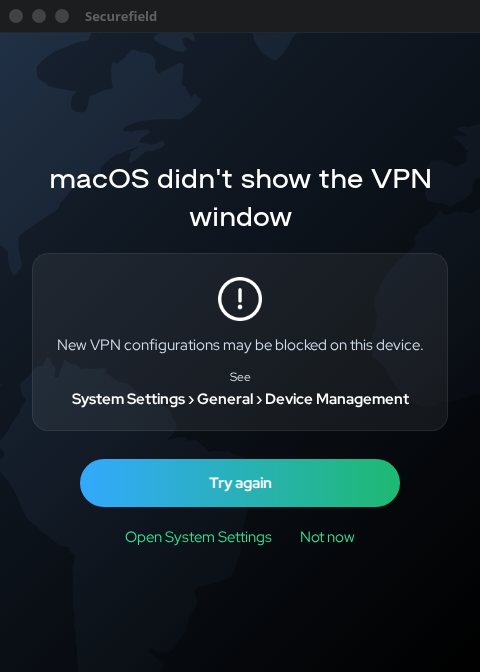 Securefield
macOS didn't show the VPN
window
New VPN configurations may be blocked on this device.
See
System Settings › General › Device Management
Try again
Open System Settings
Not now